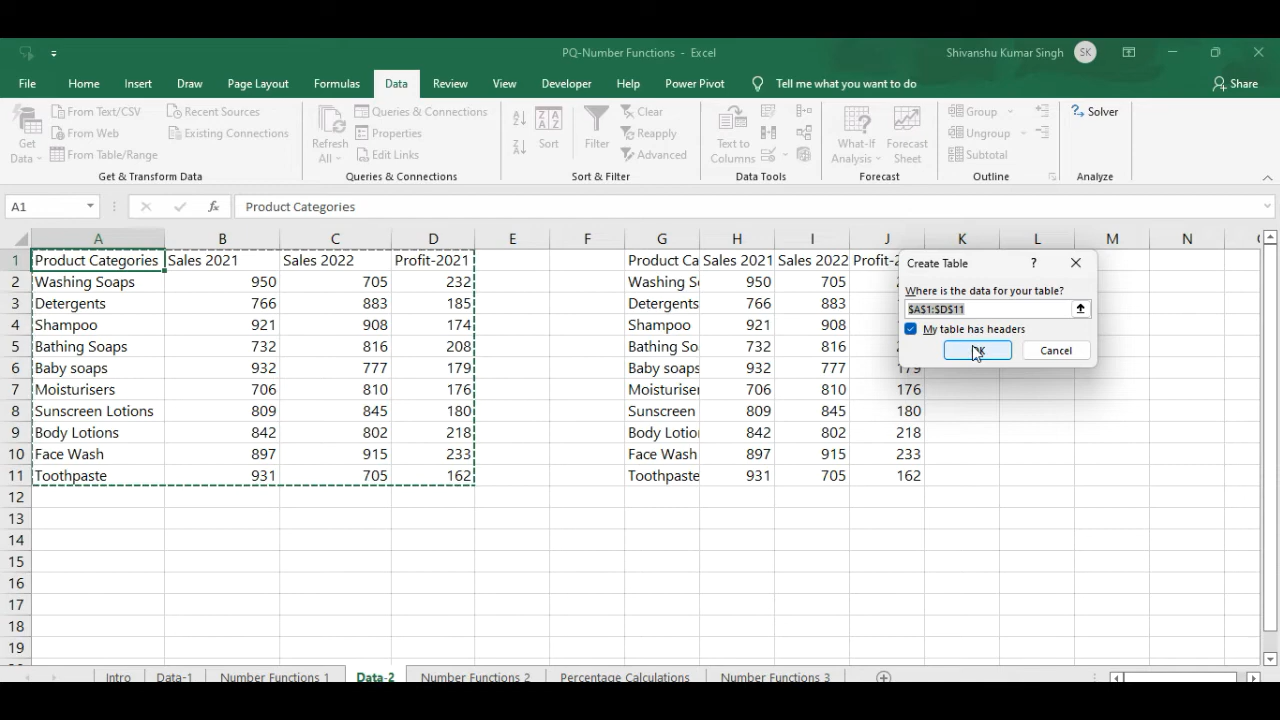 PQ-Number Functions - Excel
Shivanshu Kumar Singh
SK
File Home Insert Draw Page Layout Formulas Data Review View Developer Help Power Pivot Tell me what you want to do Share
Get Data
From Text/CSV
From Web
From Table/Range
Recent Sources
Existing Connections
Get & Transform Data
Refresh All
Queries & Connections
Properties
Edit Links
Queries & Connections
Sort
Filter
Clear
Reapply
Advanced
Sort & Filter
Text to Columns
Data Tools
What-If Analysis
Forecast Sheet
Forecast
Group
Ungroup
Subtotal
Outline
Solver
Analyze
A1 fx Product Categories
A B C D E F G H I J K L M N
1 Product Categories Sales 2021 Sales 2022 Profit-2021 Product Ca Sales 2021 Sales 2022 Profit-2
2 Washing Soaps 950 705 232 Washing S 950 705
3 Detergents 766 883 185 Detergents 766 883
4 Shampoo 921 908 174 Shampoo 921 908
5 Bathing Soaps 732 816 208 Bathing So 732 816
6 Baby soaps 932 777 179 Baby soaps 932 777 179
7 Moisturisers 706 810 176 Moisturiser 706 810 176
8 Sunscreen Lotions 809 845 180 Sunscreen 809 845 180
9 Body Lotions 842 802 218 Body Lotio 842 802 218
10 Face Wash 897 915 233 Face Wash 897 915 233
11 Toothpaste 931 705 162 Toothpaste 931 705 162
12
13
14
15
16
17
18
19
Create Table ?
Where is the data for your table?
$A$1:$D$11
My table has headers
Cancel
Intro Data-1 Number Functions 1 Data-2 Number Functions 2 Percentage Calculations Number Functions 3